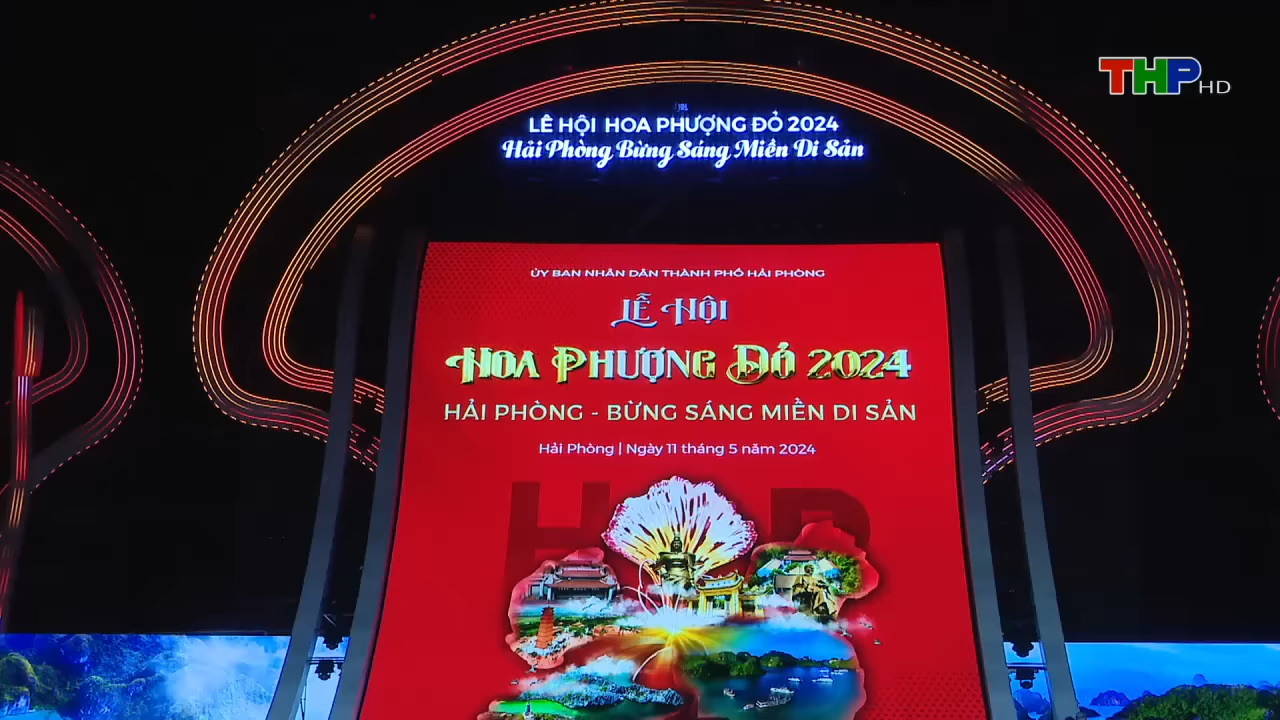 THP HD
LỄ HỘI HOA PHƯỢNG ĐỎ 2024
Hải Phòng Bừng Sáng Miền Di Sản
ỦY BAN NHÂN DÂN THÀNH PHỐ HẢI PHÒNG
LỄ HỘI
HOA PHƯỢNG ĐỎ 2024
HẢI PHÒNG - BỪNG SÁNG MIỀN DI SẢN
Hải Phòng | Ngày 11 tháng 5 năm 2024
H P